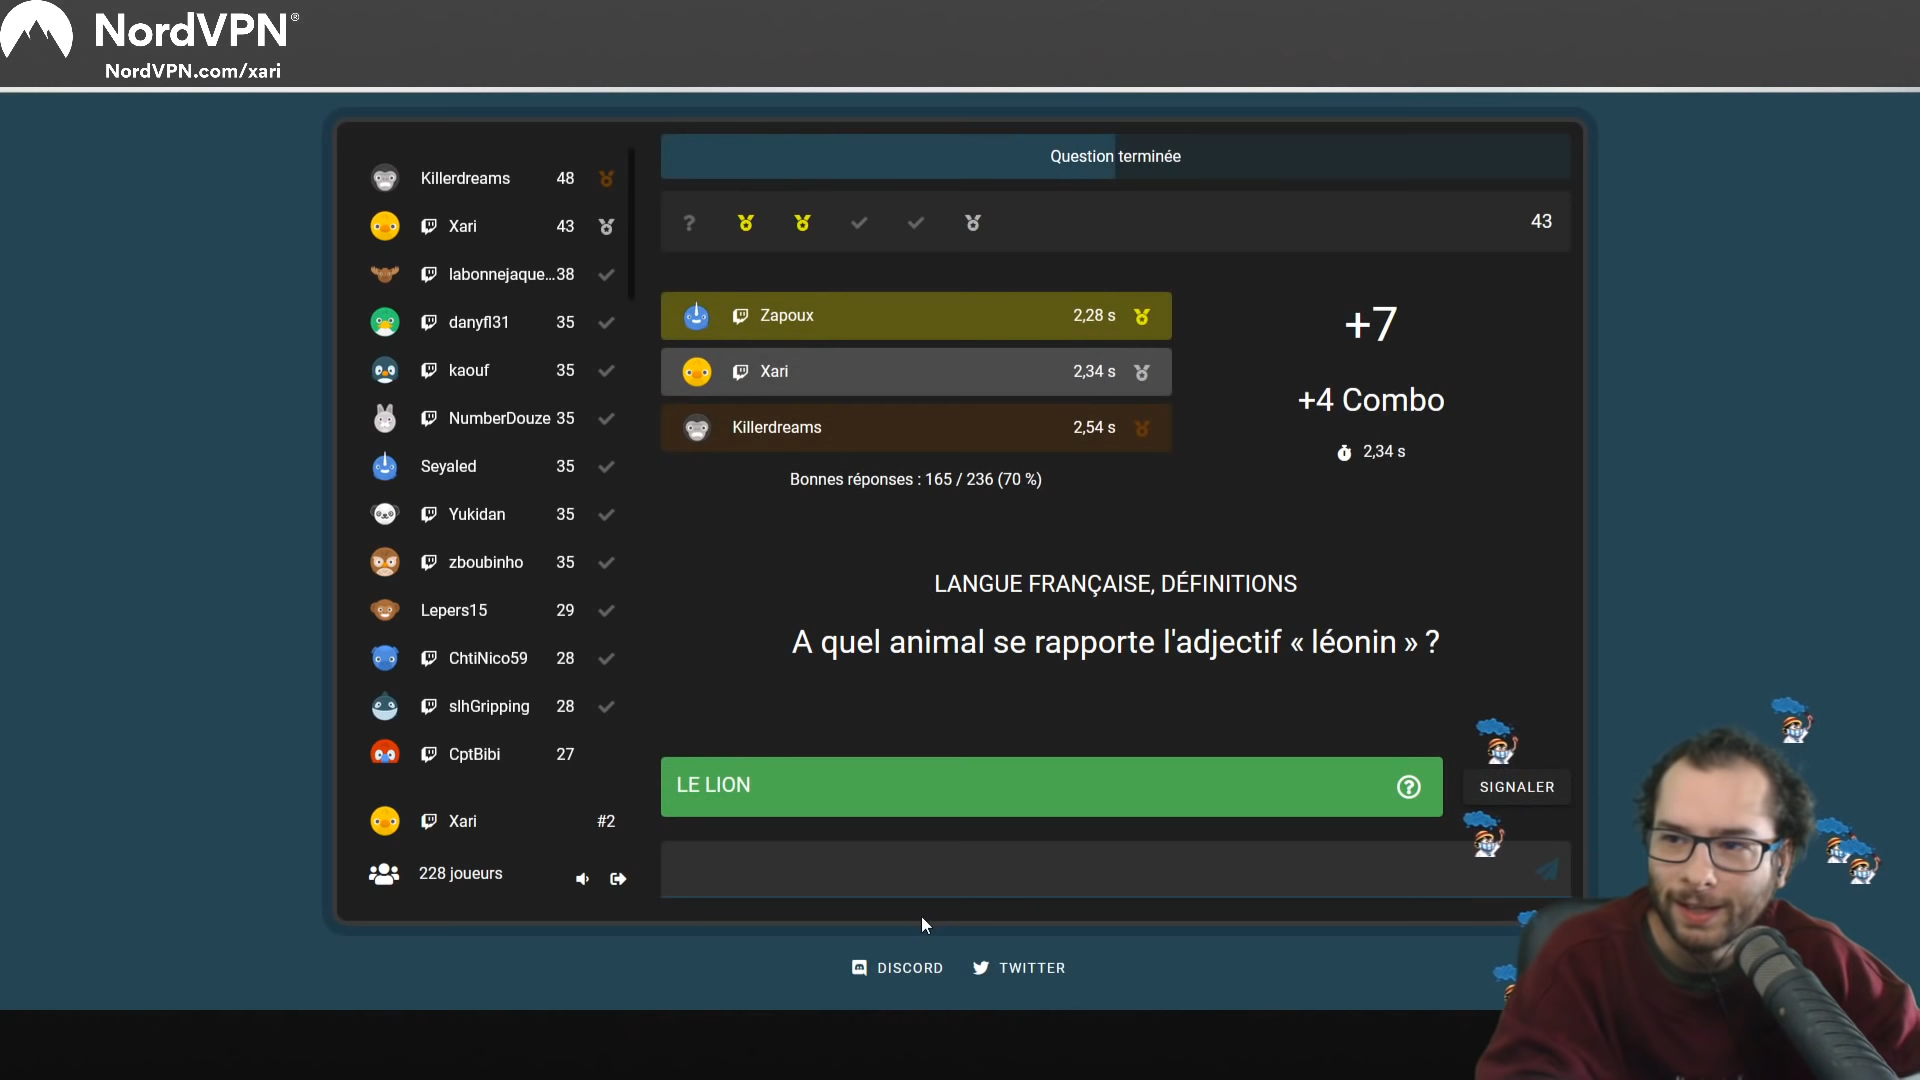 NordVPN®
NordVPN.com/xari
Killerdreams 48
Xari 43
labonnejaque... 38
danyfl31 35
kaouf 35
NumberDouze 35
Seyaled 35
Yukidan 35
zboubinho 35
Lepers15 29
ChtiNico59 28
slhGripping 28
CptBibi 27
Xari #2
228 joueurs
Question terminée
43
Zapoux 2,28 s
Xari 2,34 s
Killerdreams 2,54 s
Bonnes réponses : 165 / 236 (70 %)
+7
+4 Combo
2,34 s
LANGUE FRANÇAISE, DÉFINITIONS
A quel animal se rapporte l'adjectif « léonin » ?
LE LION
SIGNALER
DISCORD
TWITTER